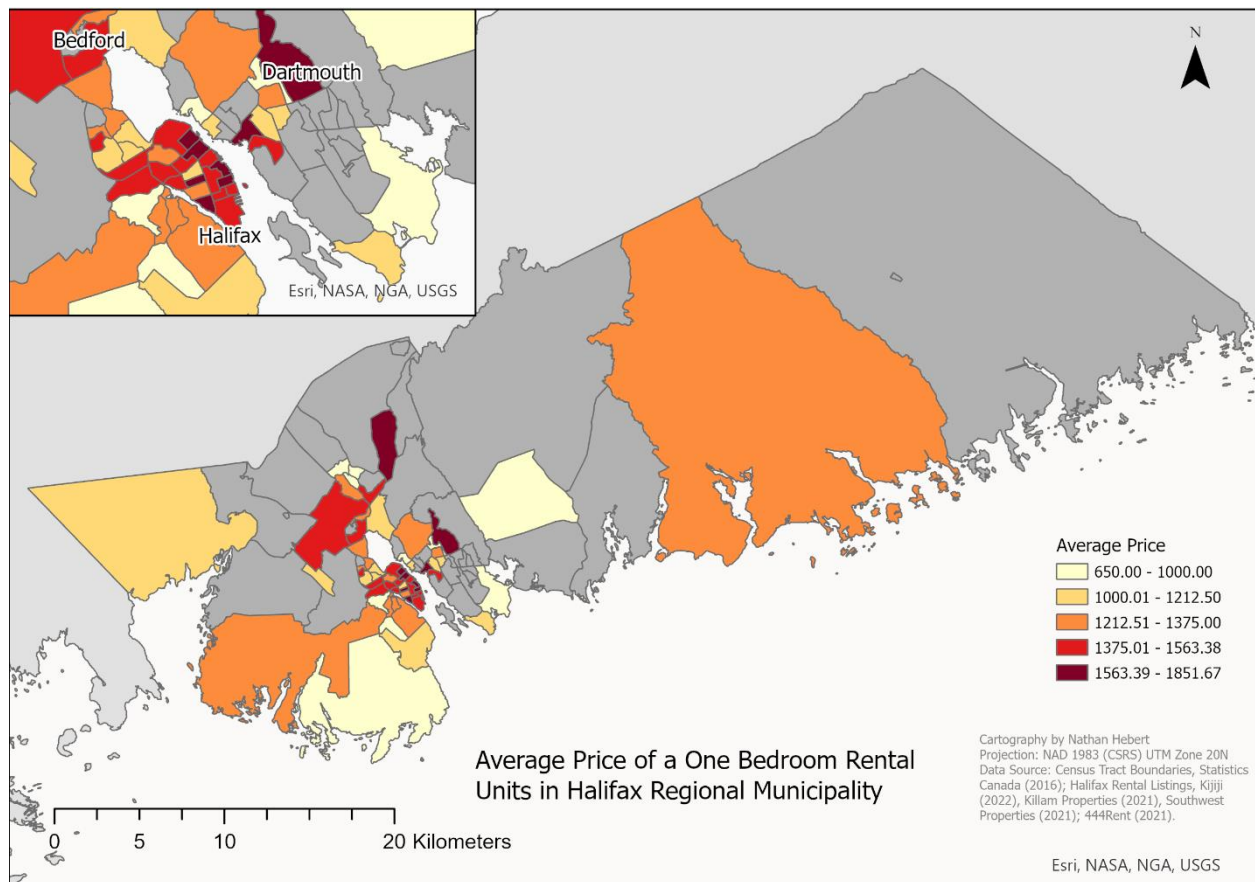 Bedford
Dartmouth
Halifax
Esri, NASA, NGA, USGS
N
Average Price
650.00 - 1000.00
1000.01 - 1212.50
1212.51 - 1375.00
1375.01 - 1563.38
1563.39 - 1851.67
Average Price of a One Bedroom Rental
Units in Halifax Regional Municipality
Cartography by Nathan Hebert
Projection: NAD 1983 (CSRS) UTM Zone 20N
Data Source: Census Tract Boundaries, Statistics
Canada (2016); Halifax Rental Listings, Kijiji
(2022), Killam Properties (2021), Southwest
Properties (2021); 444Rent (2021).
0 5 10 20 Kilometers
Esri, NASA, NGA, USGS